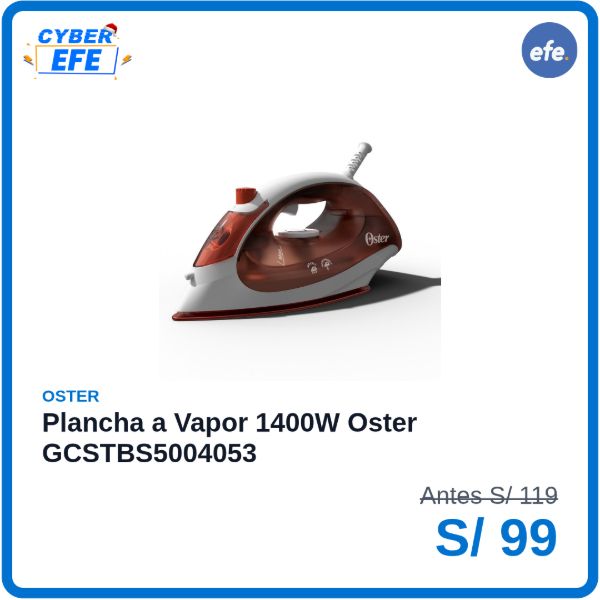 CYBER
EFE
efe.
Oster
OSTER
Plancha a Vapor 1400W Oster
GCSTBS5004053
Antes S/ 119
S/ 99